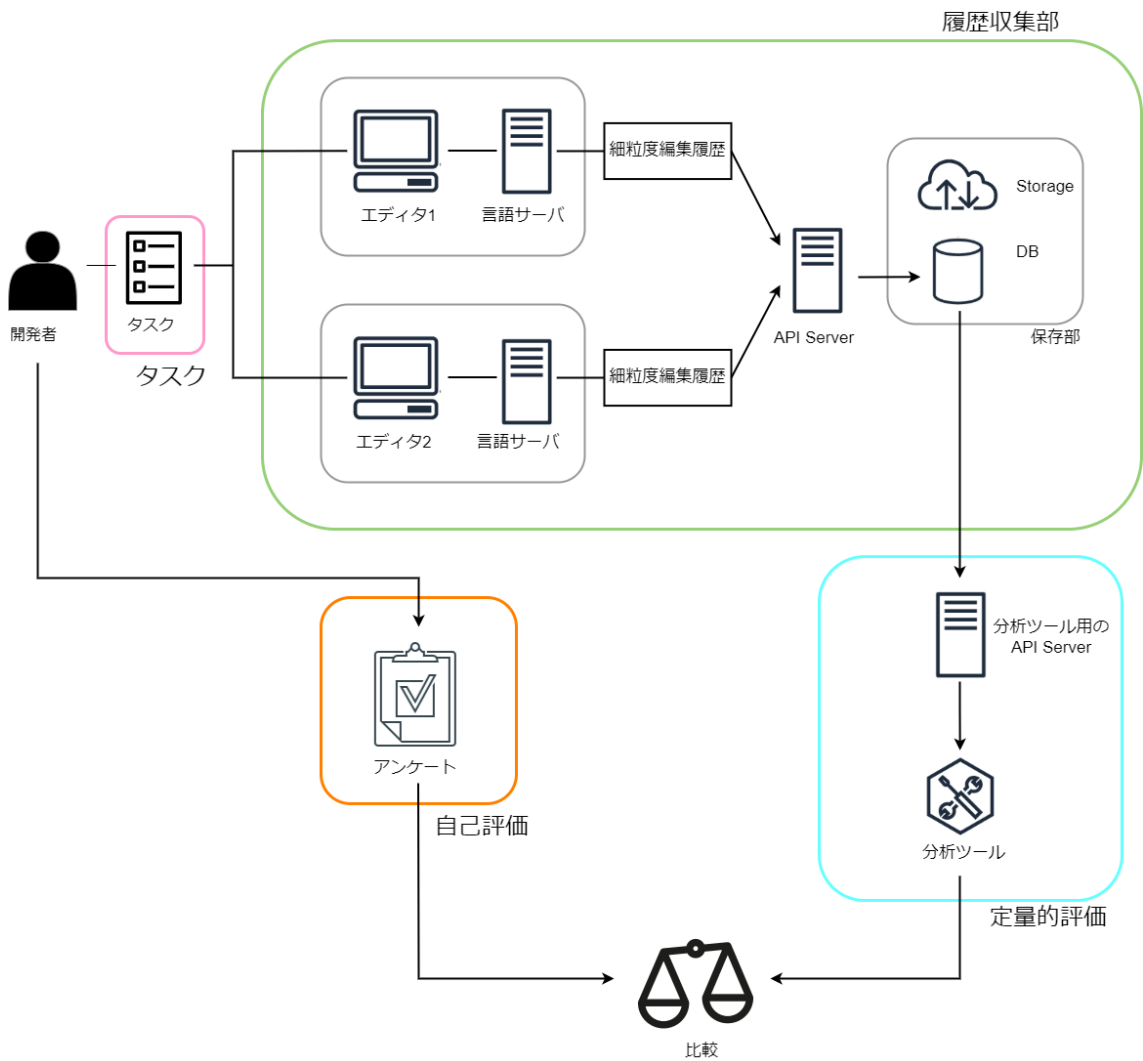 履歴収集部
エディタ1
言語サーバ
細粒度編集履歴
Storage
DB
保存部
API Server
開発者
タスク
タスク
エディタ2
言語サーバ
細粒度編集履歴
分析ツール用の
API Server
アンケート
自己評価
分析ツール
定量的評価
比較